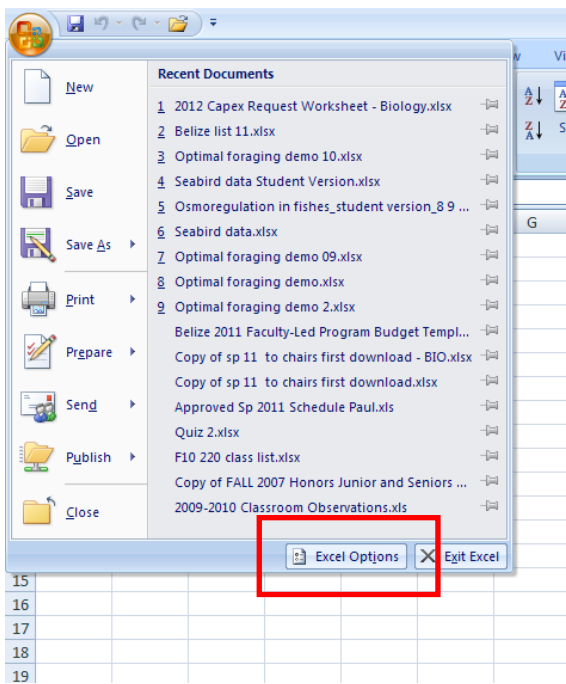 w
Vi
A
Z
A
Z
Z
A
S
G
New
Open
Save
Save As
Print
Prepare
Send
Publish
Close
Recent Documents
1 2012 Capex Request Worksheet - Biology.xlsx
2 Belize list 11.xlsx
3 Optimal foraging demo 10.xlsx
4 Seabird data Student Version.xlsx
5 Osmoregulation in fishes_student version_8 9 ...
6 Seabird data.xlsx
7 Optimal foraging demo 09.xlsx
8 Optimal foraging demo.xlsx
9 Optimal foraging demo 2.xlsx
Belize 2011 Faculty-Led Program Budget Templ...
Copy of sp 11 to chairs first download - BIO.xlsx
Copy of sp 11 to chairs first download.xlsx
Approved Sp 2011 Schedule Paul.xls
Quiz 2.xlsx
F10 220 class list.xlsx
Copy of FALL 2007 Honors Junior and Seniors ...
2009-2010 Classroom Observations.xls
Excel Options
Exit Excel
15
16
17
18
19